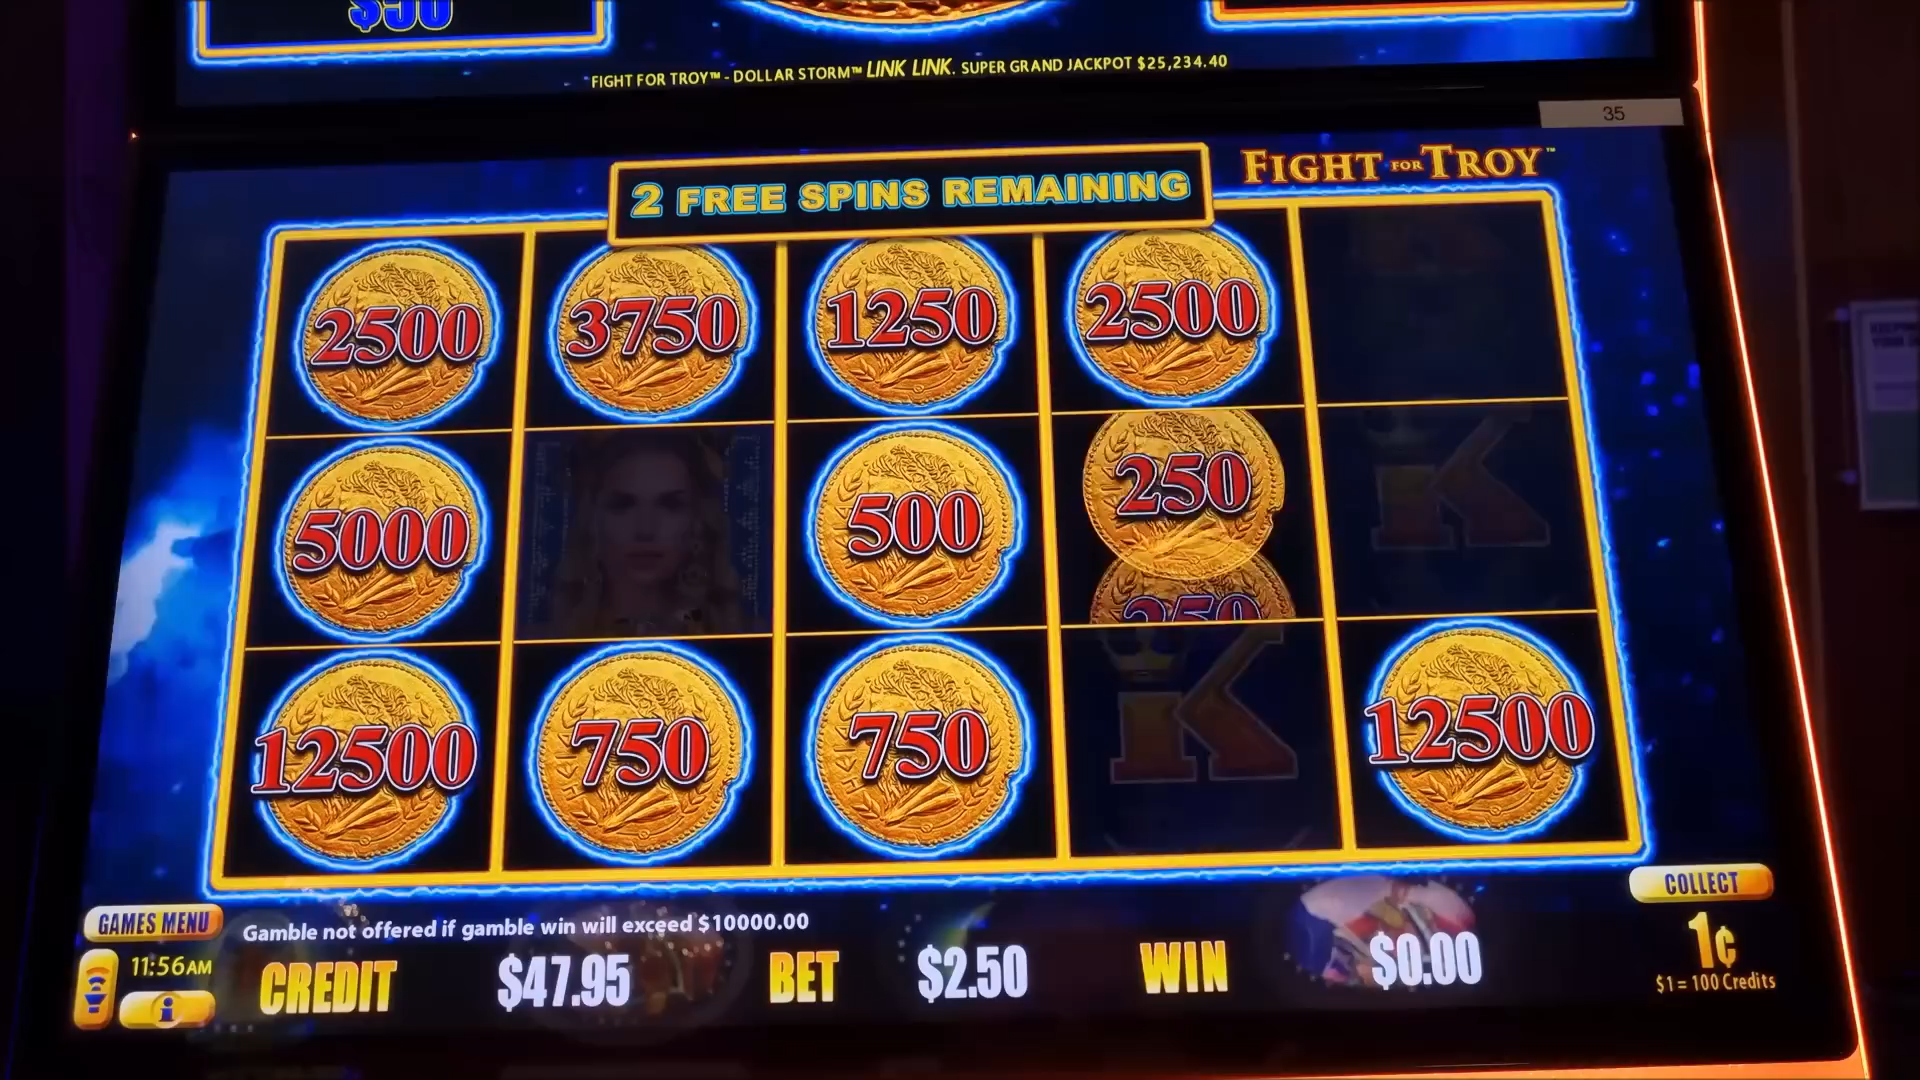 $50
FIGHT FOR TROY™ - DOLLAR STORM™ LINK LINK. SUPER GRAND JACKPOT $25,234.40
35
2 FREE SPINS REMAINING
FIGHT FOR TROY™
2500 3750 1250 2500
5000 500 250
250
K
12500 750 750 K 12500
COLLECT
GAMES MENU
Gamble not offered if gamble win will exceed $10000.00
11:56AM
CREDIT $47.95 BET $2.50 WIN $0.00
1¢
$1 = 100 Credits
i